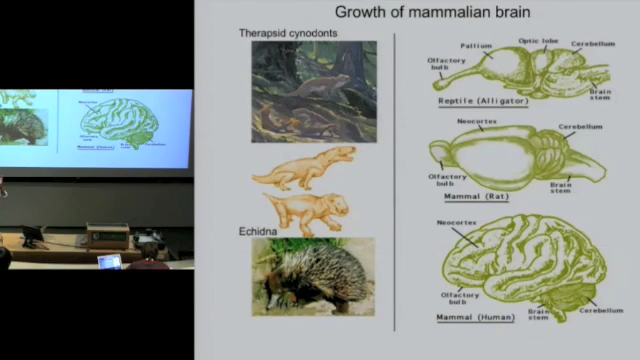 Growth of mammalian brain
Therapsid cynodonts
Echidna
Pallium
Optic lobe
Cerebellum
Olfactory
bulb
Brain
stem
Reptile (Alligator)
Neocortex
Cerebellum
Olfactory
bulb
Brain
stem
Mammal (Rat)
Neocortex
Olfactory
bulb
Brain
stem
Cerebellum
Mammal (Human)